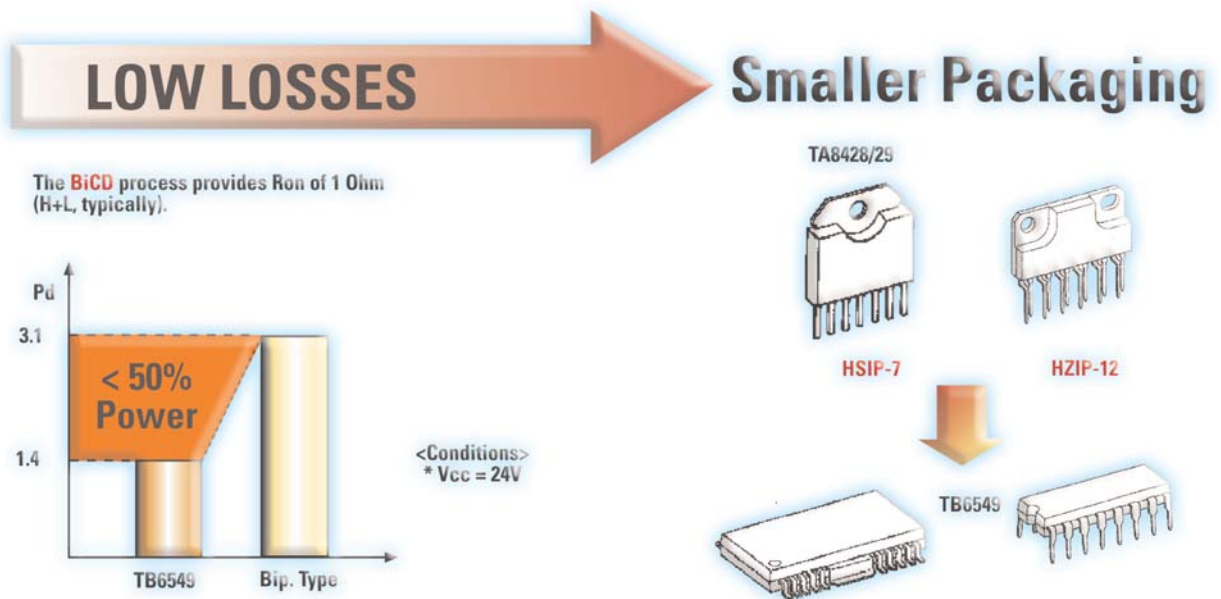 LOW LOSSES
Smaller Packaging
The BiCD process provides Ron of 1 Ohm
(H+L, typically).
Pd
3.1
< 50%
Power
1.4
TB6549
Bip. Type
<Conditions>
* Vcc = 24V
TA8428/29
HSIP-7
HZIP-12
TB6549